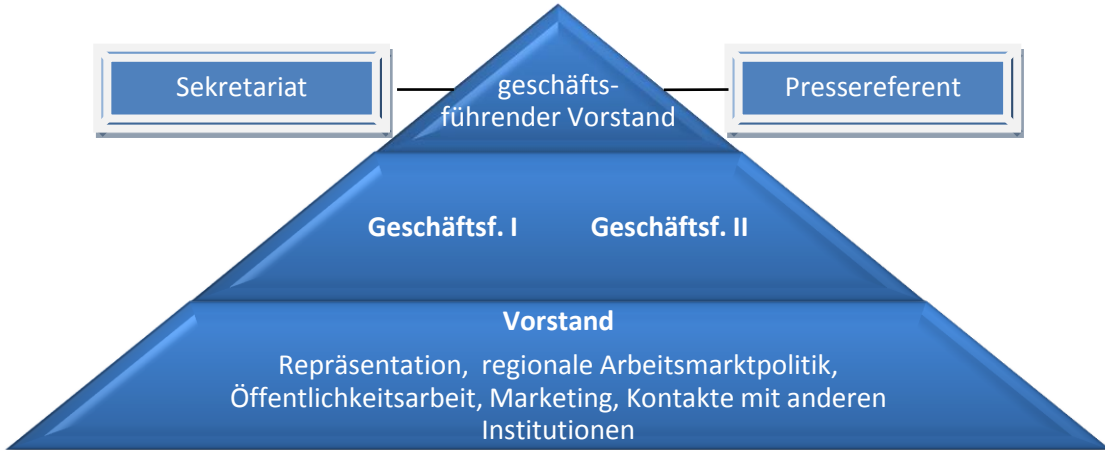 Sekretariat
geschäfts-
führender Vorstand
Pressereferent
Geschäftsf. I
Geschäftsf. II
Vorstand
Repräsentation, regionale Arbeitsmarktpolitik,
Öffentlichkeitsarbeit, Marketing, Kontakte mit anderen
Institutionen